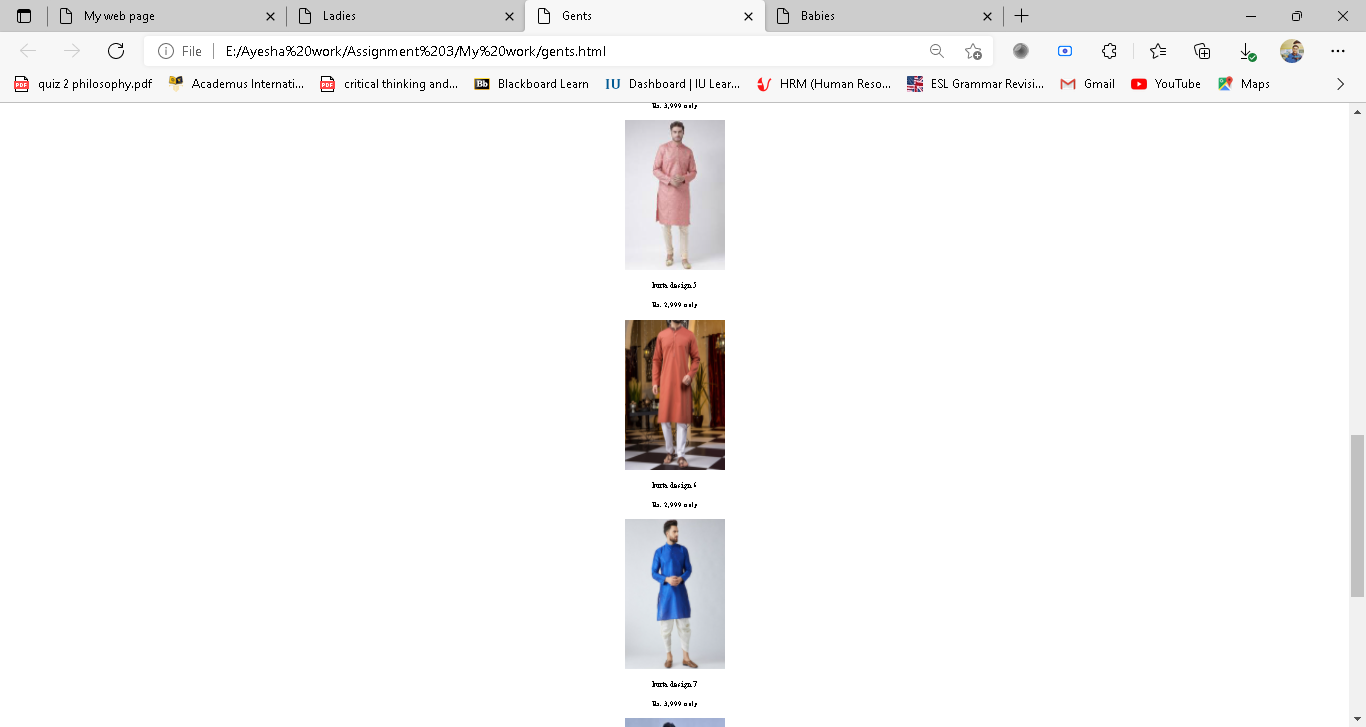 My web page
Ladies
Gents
Babies
File
E:/Ayesha%20work/Assignment%203/My%20work/gents.html
quiz 2 philosophy.pdf
Academus Internati...
critical thinking and...
Bb
Blackboard Learn
IU
Dashboard | IU Lear...
HRM (Human Reso...
ESL Grammar Revisi...
Gmail
YouTube
Maps
Rs. 3,999 only
kurta design 5
Rs. 2,999 only
kurta design 6
Rs. 2,999 only
kurta design 7
Rs. 3,999 only